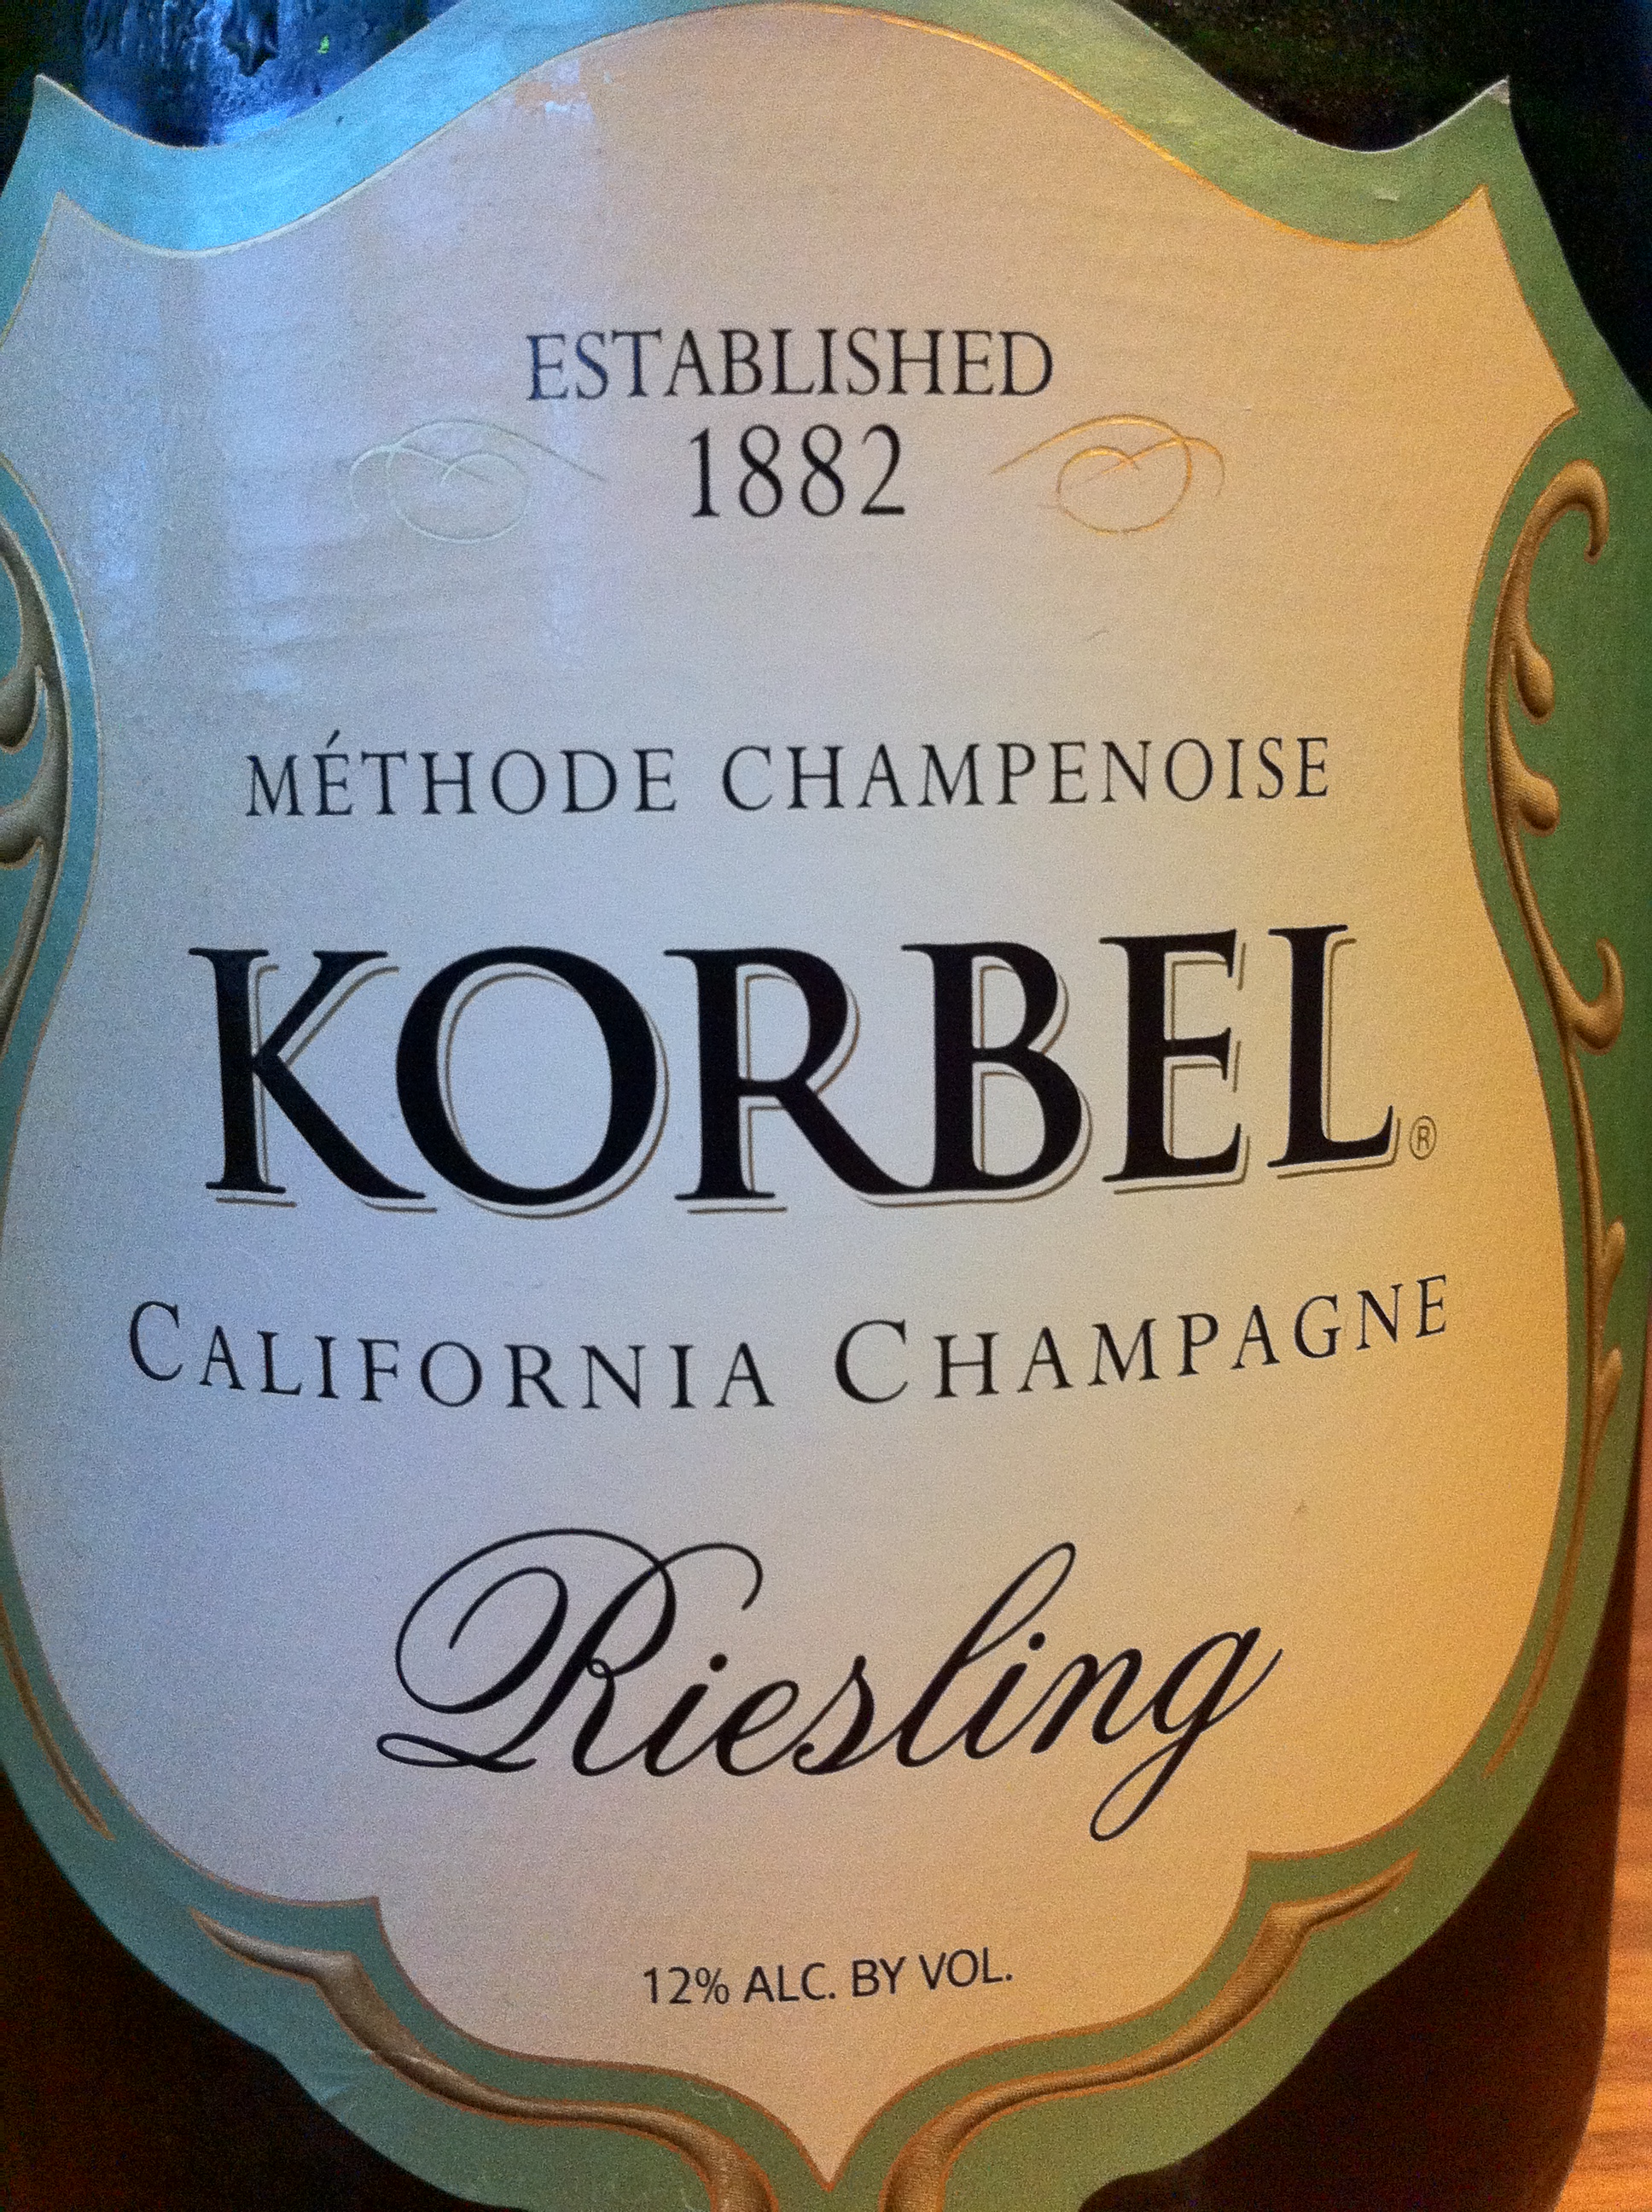 ESTABLISHED
1882
MÉTHODE CHAMPENOISE
KORBEL®
CALIFORNIA CHAMPAGNE
Riesling
12% ALC. BY VOL.